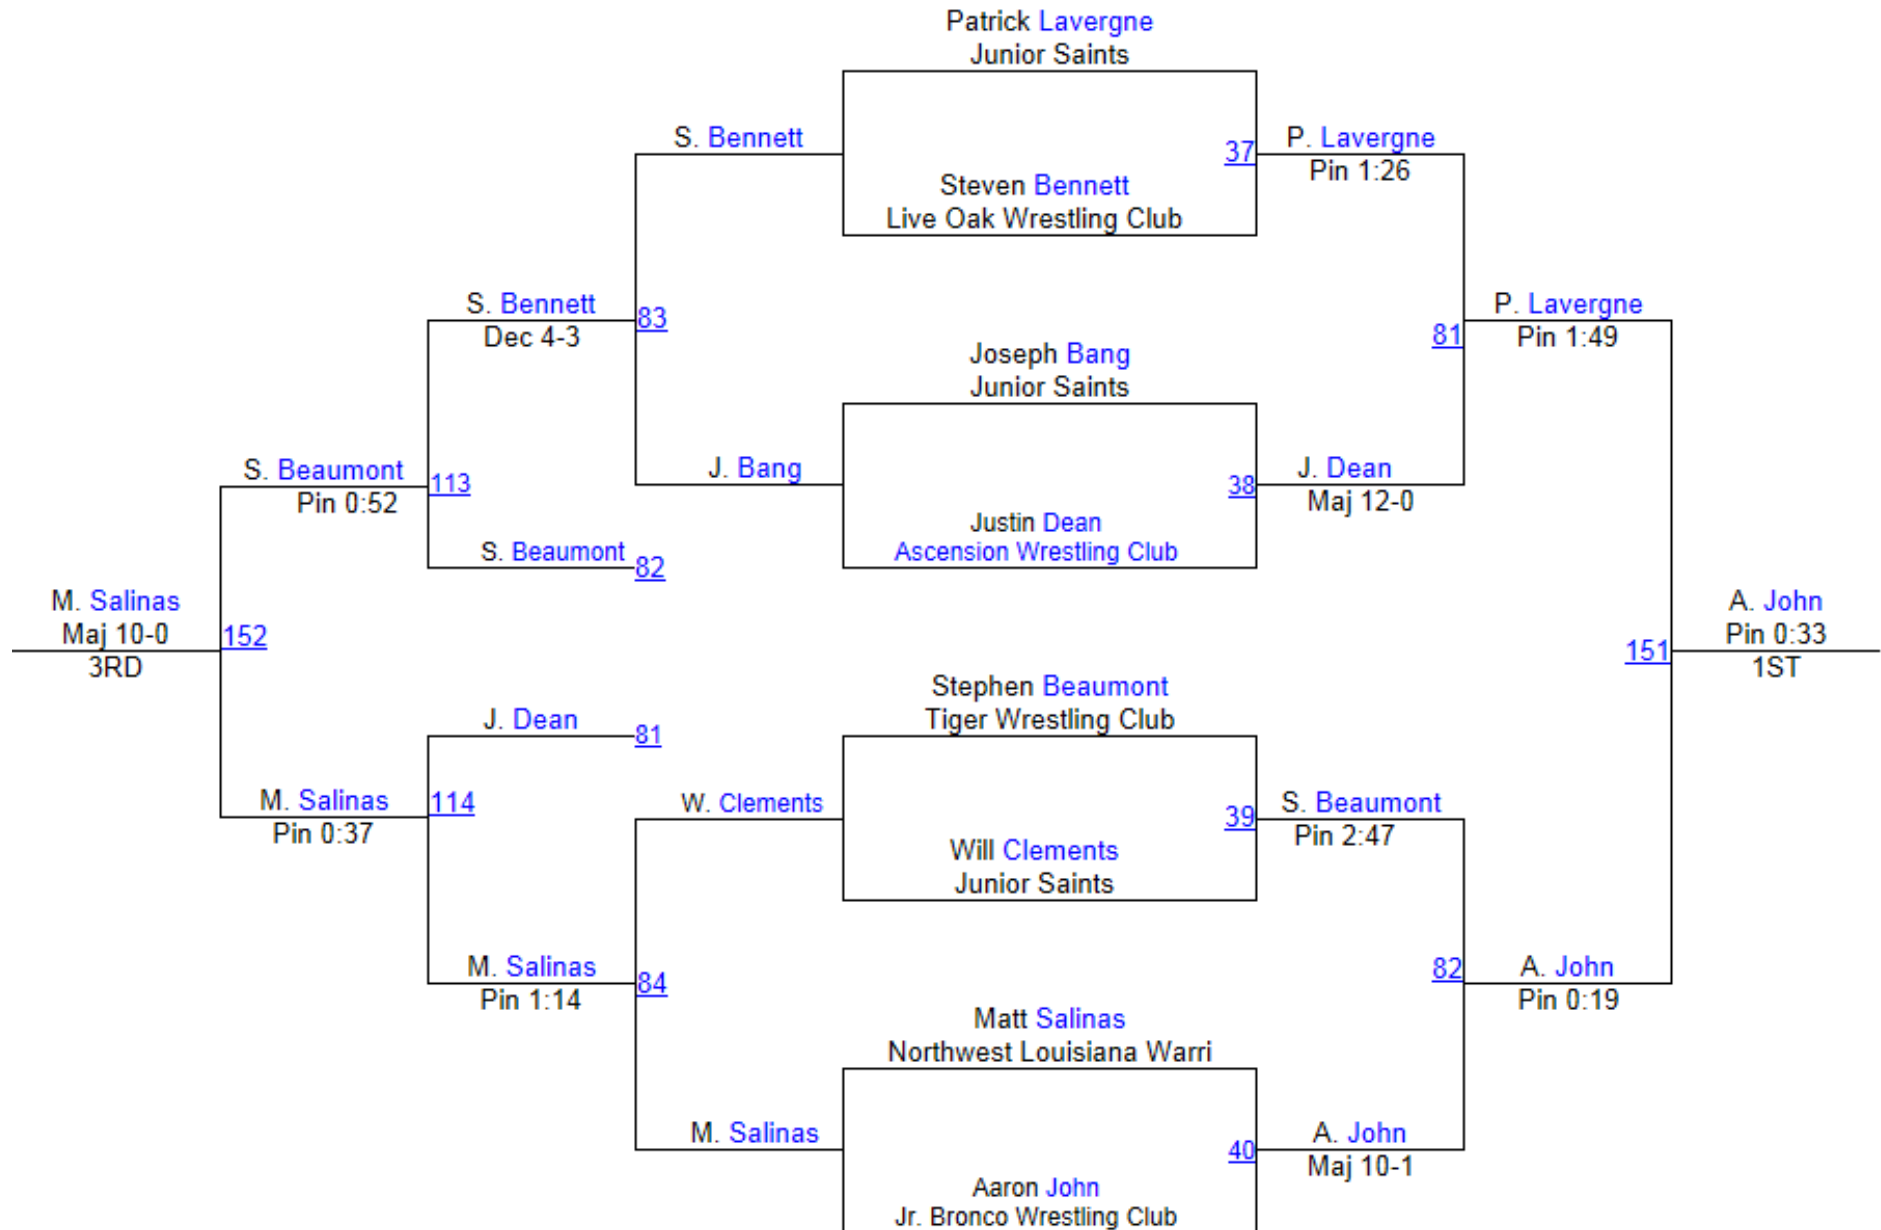 Patrick Lavergne
Junior Saints
S. Bennett
37
P. Lavergne
Pin 1:26
Steven Bennett
Live Oak Wrestling Club
S. Bennett
Dec 4-3
83
P. Lavergne
Pin 1:49
81
Joseph Bang
Junior Saints
S. Beaumont
Pin 0:52
113
J. Bang
38
J. Dean
Maj 12-0
Justin Dean
Ascension Wrestling Club
S. Beaumont
82
M. Salinas
Maj 10-0
3RD
152
151
A. John
Pin 0:33
1ST
Stephen Beaumont
Tiger Wrestling Club
J. Dean
81
M. Salinas
Pin 0:37
114
W. Clements
39
S. Beaumont
Pin 2:47
Will Clements
Junior Saints
M. Salinas
Pin 1:14
84
82
A. John
Pin 0:19
Matt Salinas
Northwest Louisiana Warri
M. Salinas
40
A. John
Maj 10-1
Aaron John
Jr. Bronco Wrestling Club